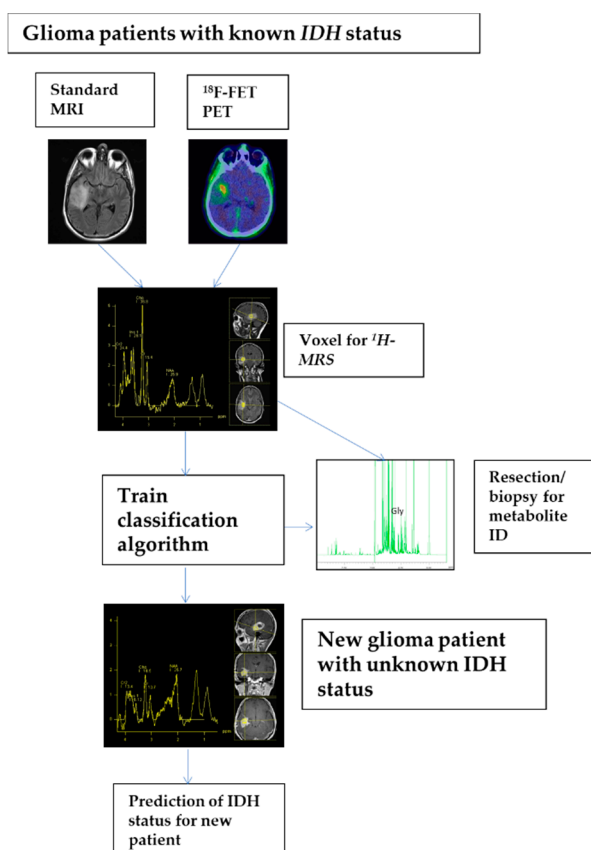 Glioma patients with known IDH status
Standard
MRI
18F-FET
PET
Voxel for 1H-
MRS
Train
classification
algorithm
Gly
Resection/
biopsy for
metabolite
ID
New glioma patient
with unknown IDH
status
Prediction of IDH
status for new
patient